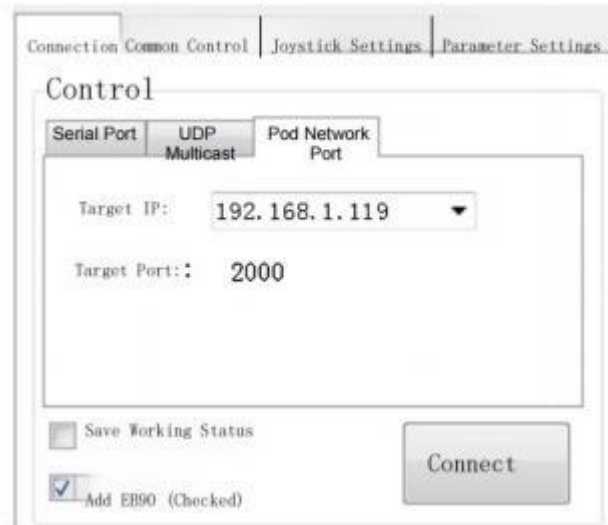 Connection Common Control Joystick Settings Parameter Settings
Control
Serial Port UDP Multicast Pod Network Port
Target IP: 192.168.1.119
Target Port:: 2000
Save Working Status
Add EB90 (Checked)
Connect